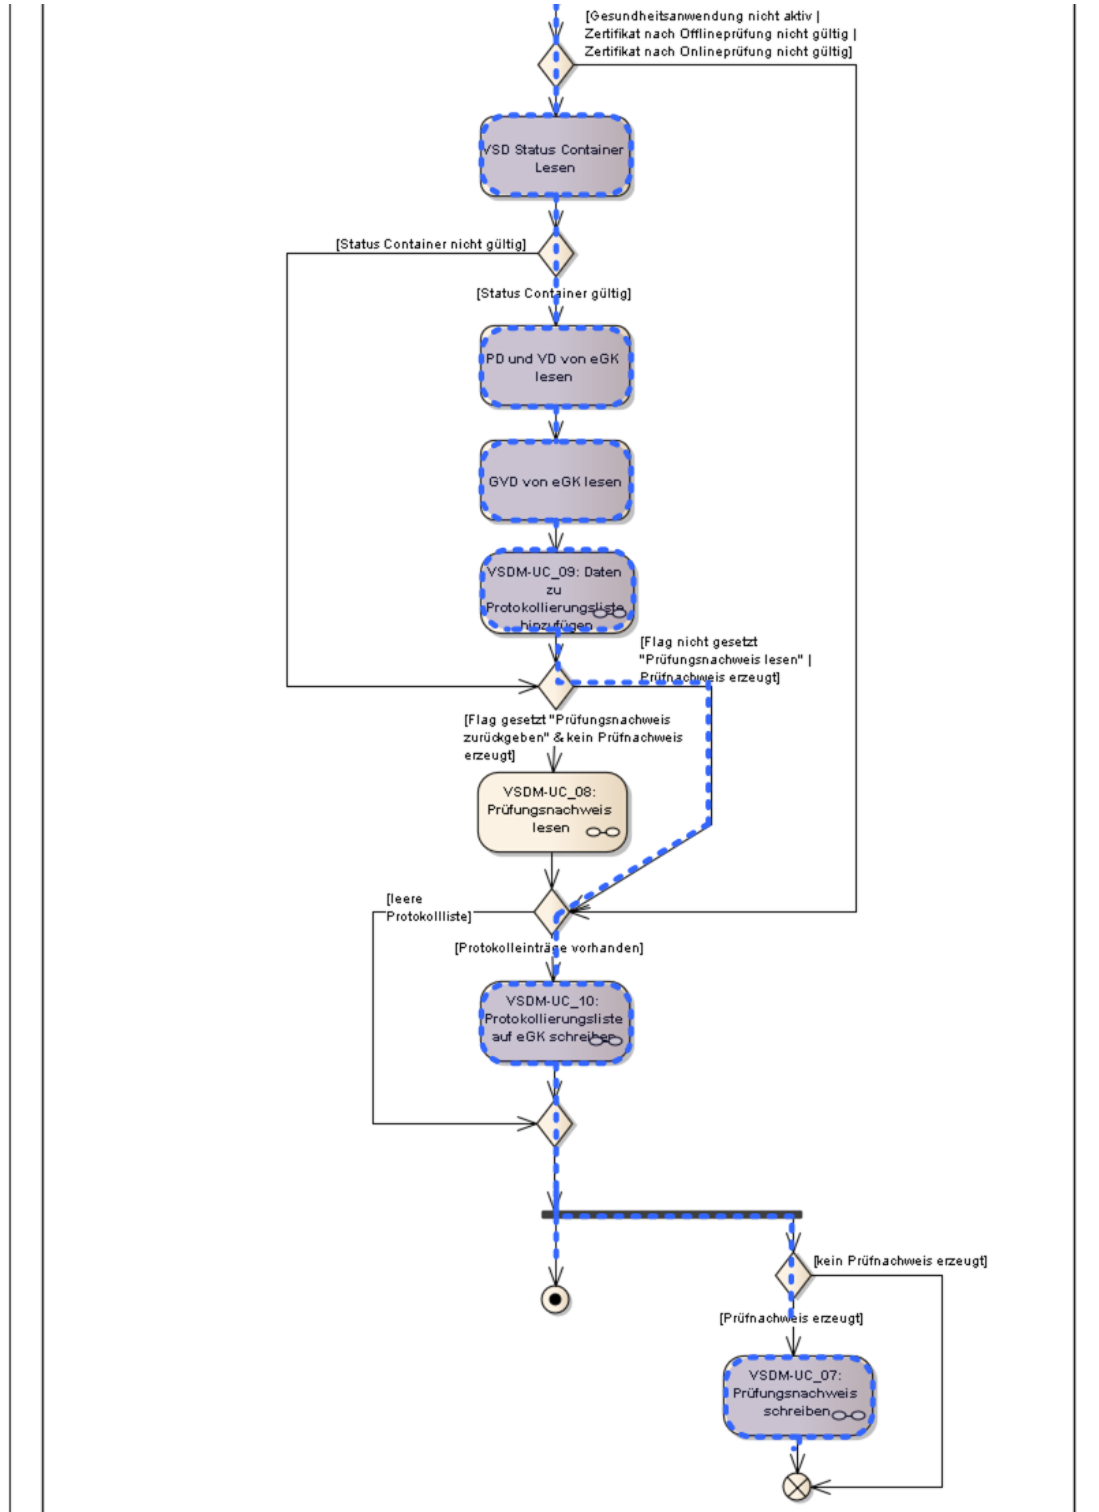 [Gesundheitsanwendung nicht aktiv |
Zertifikat nach Offlineprüfung nicht gültig |
Zertifikat nach Onlineprüfung nicht gültig]
VSD Status Container
Lesen
[Status Container nicht gültig]
[Status Container gültig]
PD und VD von eGK
lesen
GVD von eGK lesen
VSDM-UC_09: Daten
zu
Protokollierungsliste
hinzufügen
[Flag nicht gesetzt
"Prüfungsnachweis lesen" |
Prüfnachweis erzeugt]
[Flag gesetzt "Prüfungsnachweis
zurückgeben" & kein Prüfnachweis
erzeugt]
VSDM-UC_08:
Prüfungsnachweis
lesen
[leere
Protokollliste]
[Protokolleinträge vorhanden]
VSDM-UC_10:
Protokollierungsliste
auf eGK schreiben
[kein Prüfnachweis erzeugt]
[Prüfnachweis erzeugt]
VSDM-UC_07:
Prüfungsnachweis
schreiben